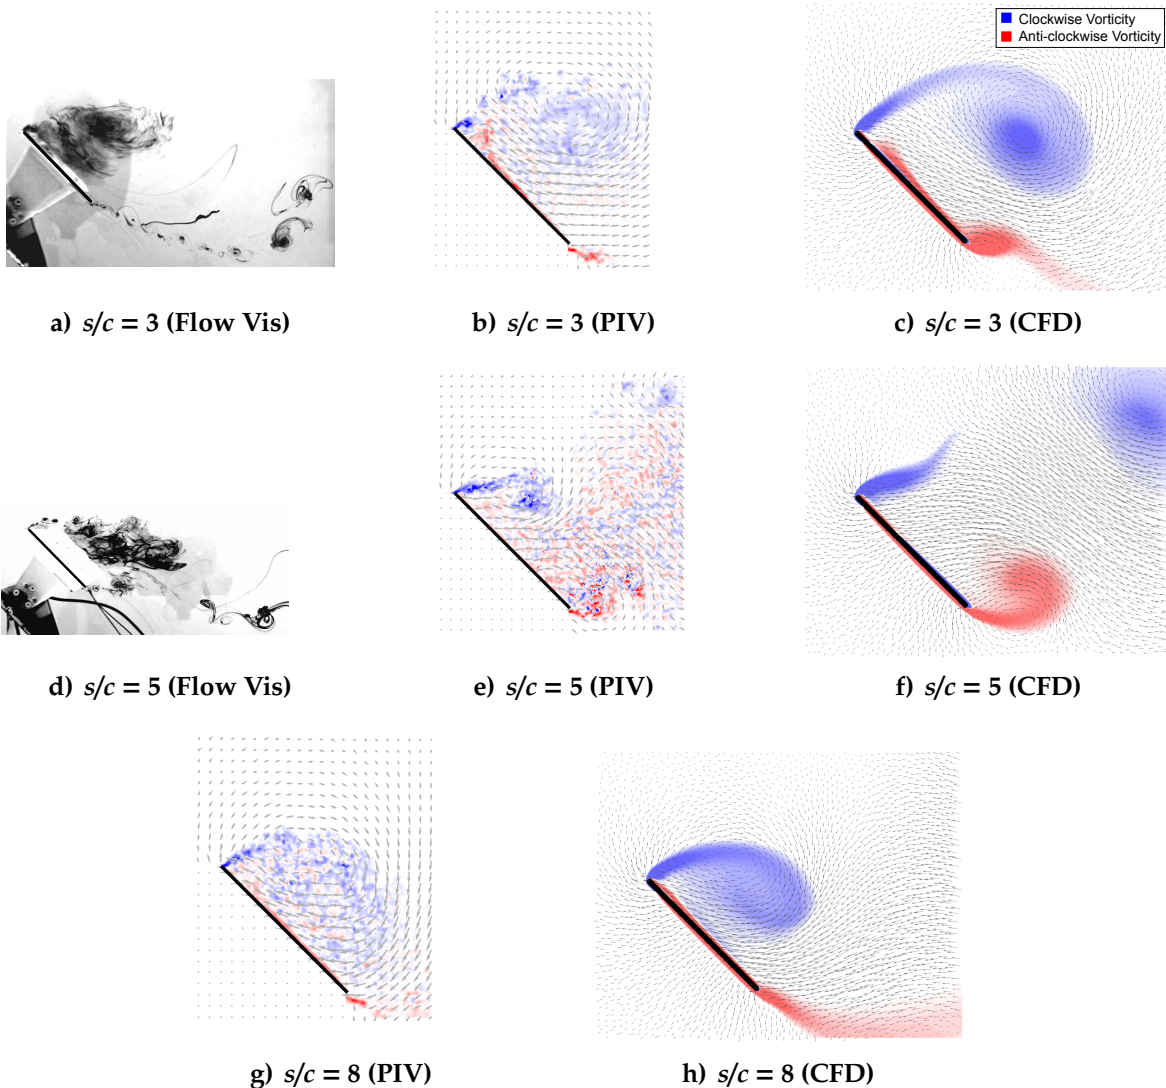 Clockwise Vorticity
Anti-clockwise Vorticity
a) s/c = 3 (Flow Vis)
b) s/c = 3 (PIV)
c) s/c = 3 (CFD)
d) s/c = 5 (Flow Vis)
e) s/c = 5 (PIV)
f) s/c = 5 (CFD)
g) s/c = 8 (PIV)
h) s/c = 8 (CFD)